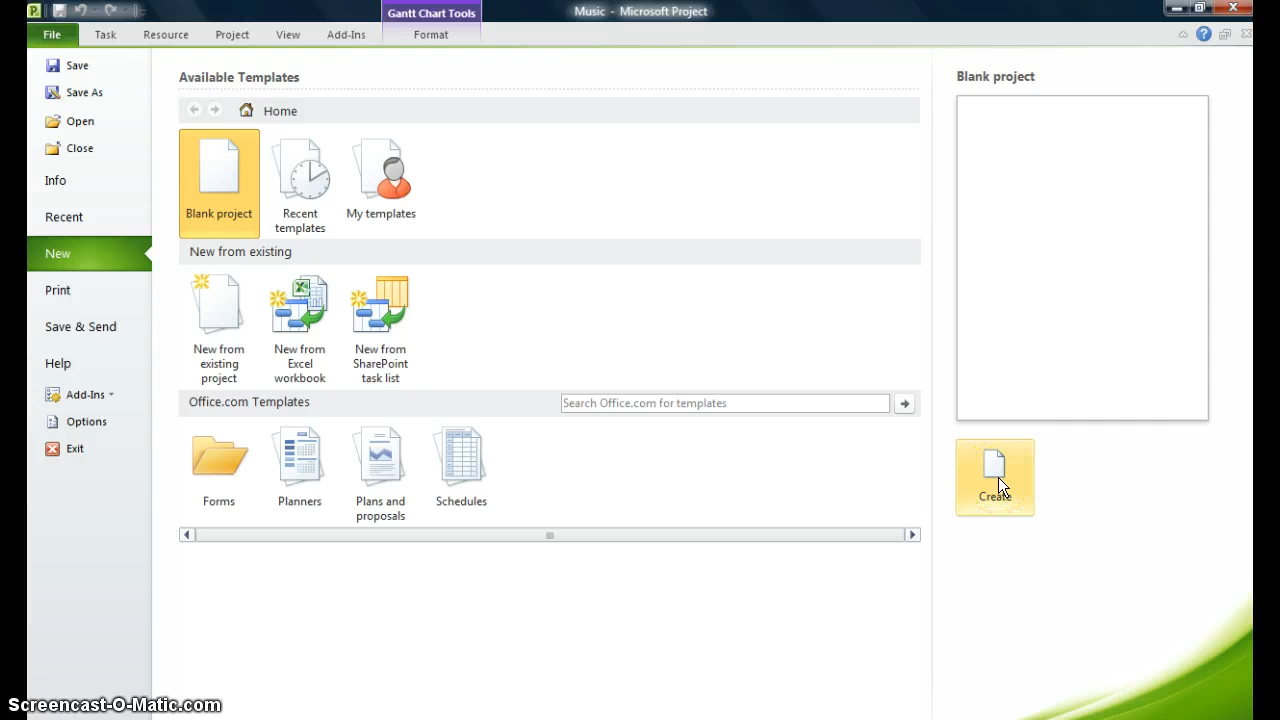 Gantt Chart Tools
Music - Microsoft Project
File
Task
Resource
Project
View
Add-Ins
Format
Save
Save As
Open
Close
Info
Recent
New
Print
Save & Send
Help
Add-Ins
Options
Exit
Available Templates
Home
Blank project
Recent
templates
My templates
New from existing
New from
existing
project
New from
Excel
workbook
New from
SharePoint
task list
Office.com Templates
Search Office.com for templates
Forms
Planners
Plans and
proposals
Schedules
Blank project
Create
Screencast-O-Matic.com